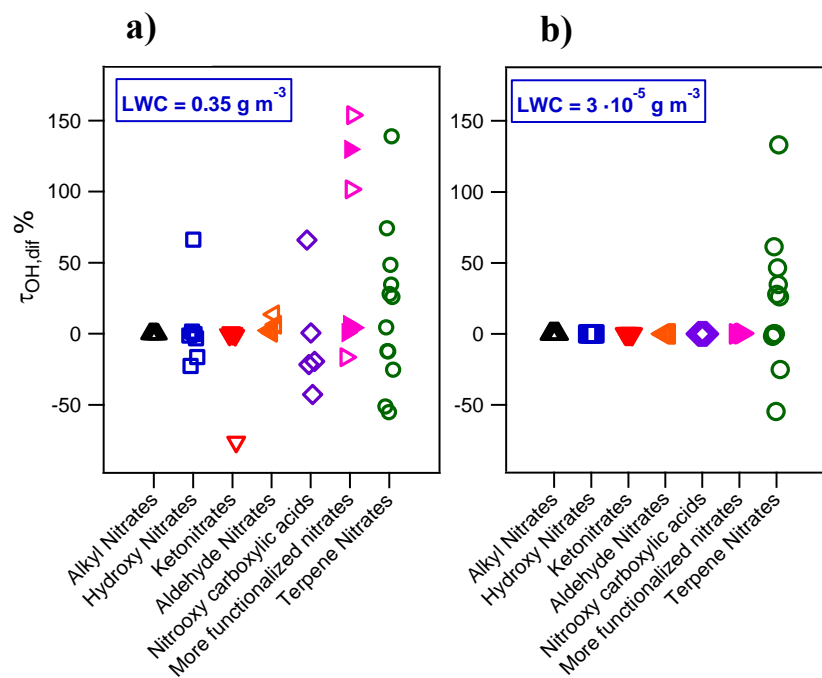 a)
b)
LWC = 0.35 g m⁻³
LWC = 3 ·10⁻⁵ g m⁻³
τOH,dif %
150
100
50
0
-50
150
100
50
0
-50
Alkyl Nitrates
Hydroxy Nitrates
Ketonitrates
Aldehyde Nitrates
Nitrooxy carboxylic acids
More functionalized nitrates
Terpene Nitrates
Alkyl Nitrates
Hydroxy Nitrates
Ketonitrates
Aldehyde Nitrates
Nitrooxy carboxylic acids
More functionalized nitrates
Terpene Nitrates